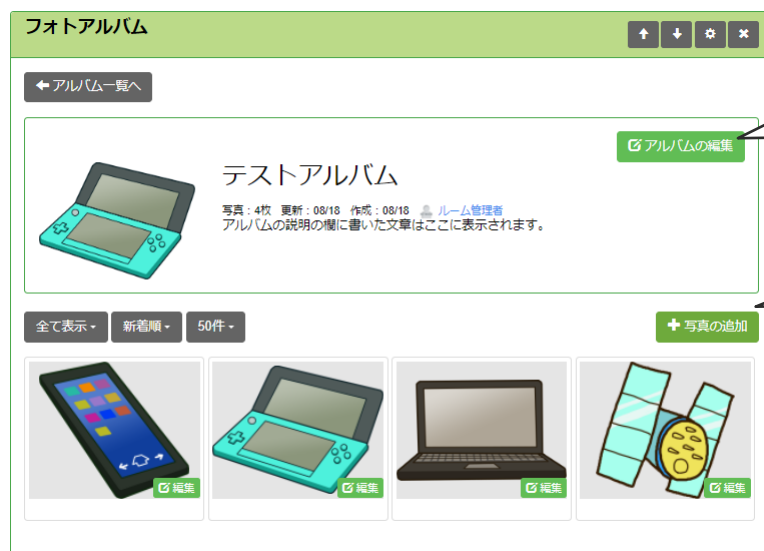 フォトアルバム
アルバム一覧へ
アルバムの編集
テストアルバム
写真:4枚 更新:08/18 作成:08/18 ルーム管理者
アルバムの説明の欄に書いた文章はここに表示されます。
全て表示 新着順 50件 写真の追加
編集 編集 編集 編集